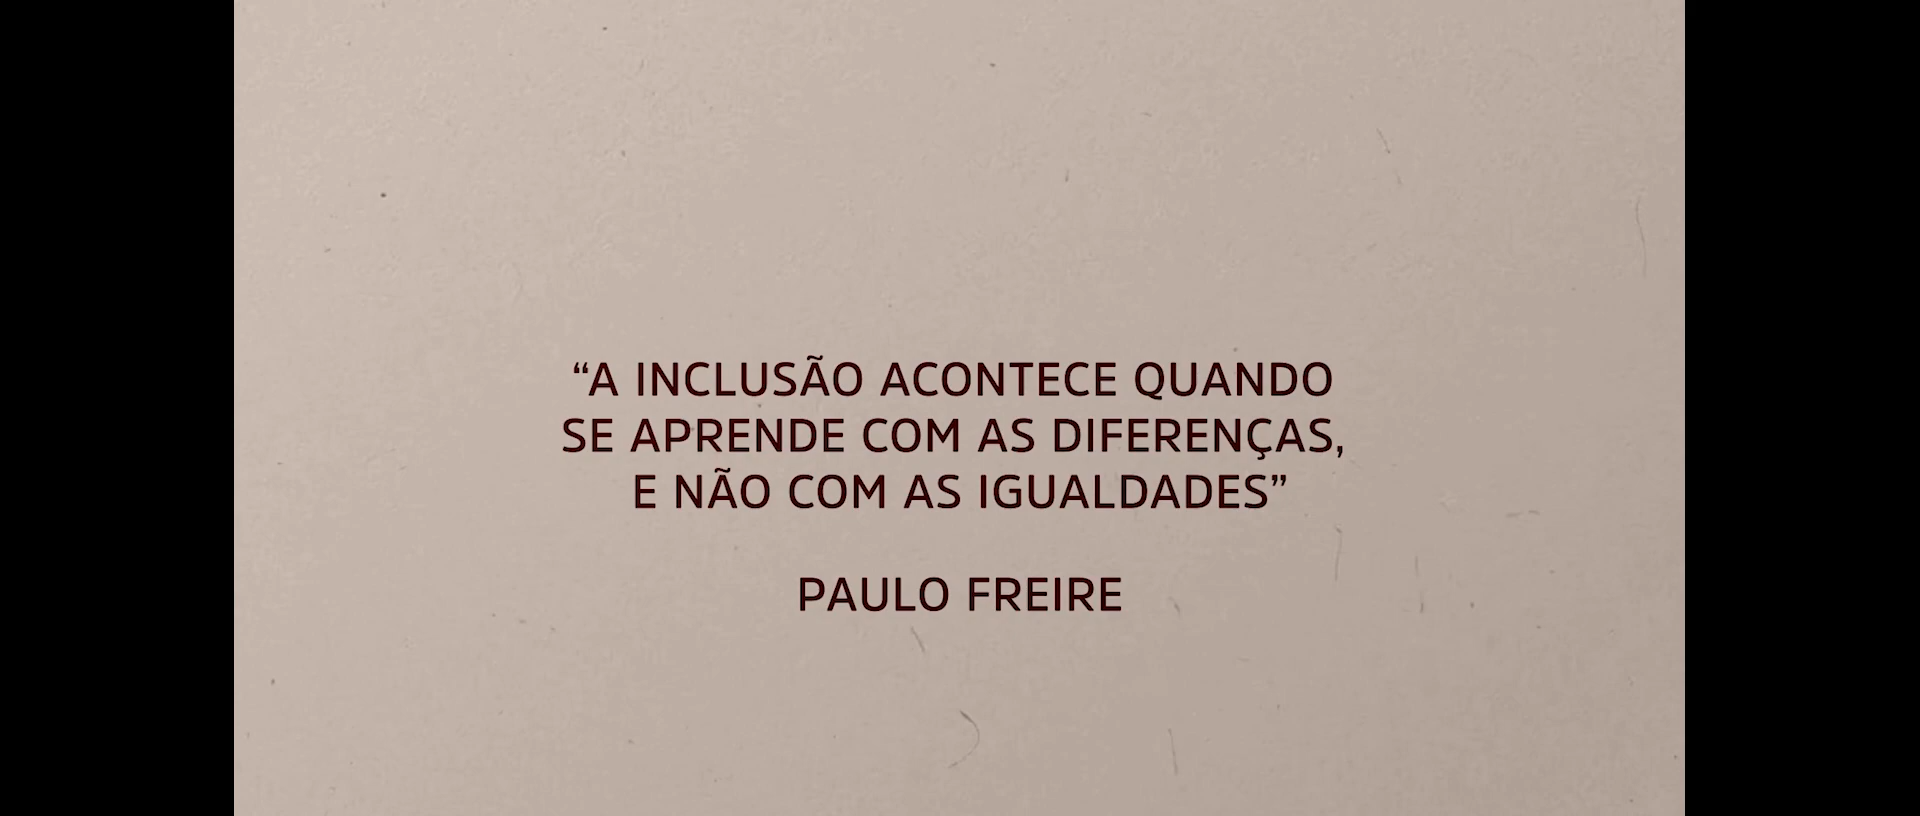 “A INCLUSÃO ACONTECE QUANDO
SE APRENDE COM AS DIFERENÇAS,
E NÃO COM AS IGUALDADES”
PAULO FREIRE